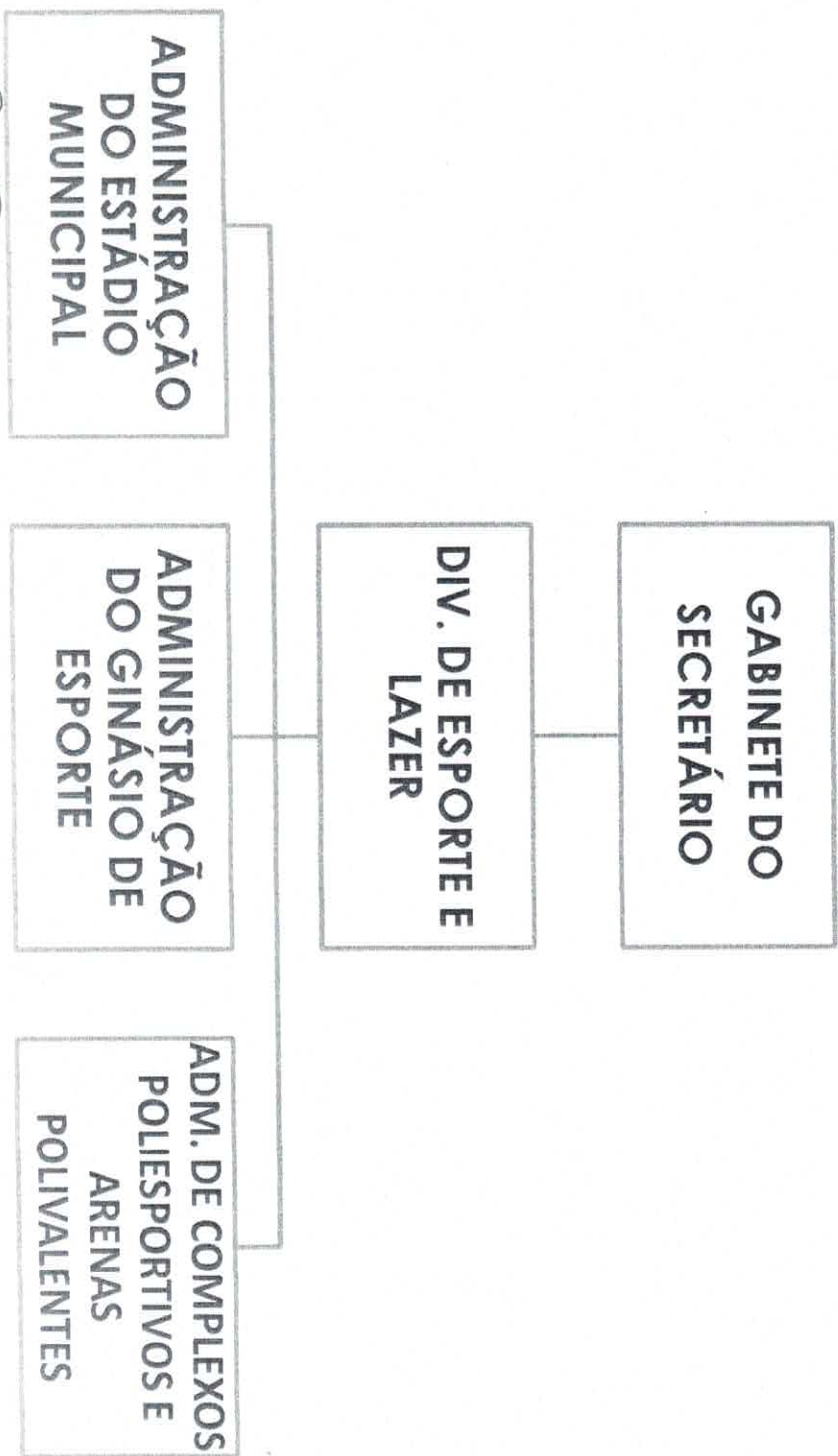 GABINETE DO
SECRETÁRIO
DIV. DE ESPORTE E
LAZER
ADMINISTRAÇÃO
DO ESTÁDIO
MUNICIPAL
ADMINISTRAÇÃO
DO GINÁSIO DE
ESPORTE
ADM. DE COMPLEXOS
POLIESPORTIVOS E
ARENAS
POLIVALENTES